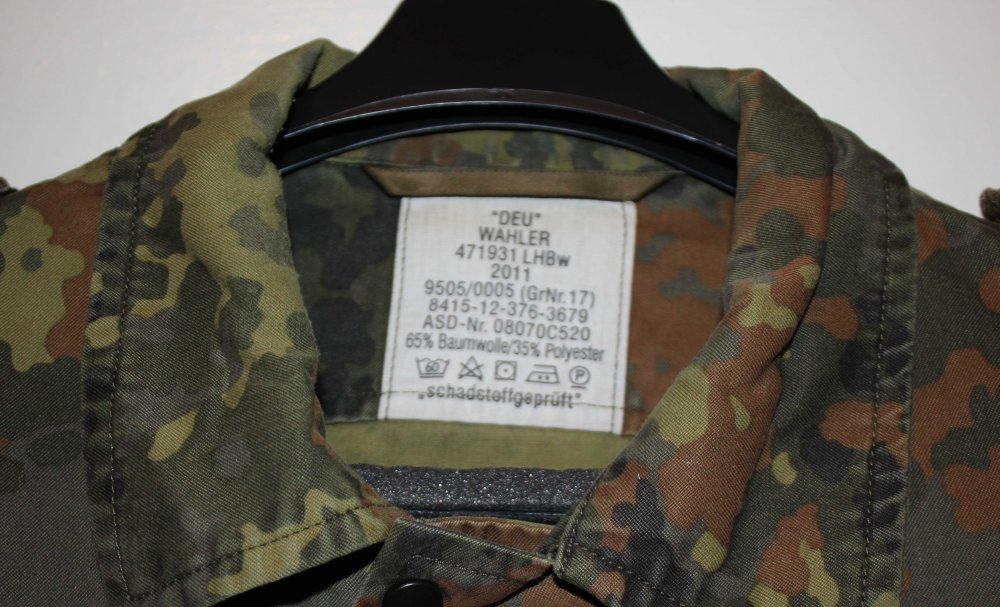 "DEU"
WAHLER
471931 LHBw
2011
9505/0005 (GrNr.17)
8415-12-376-3679
ASD-Nr. 08070C520
65% Baumwolle/35% Polyester
60 P
„schadstoffgeprüft"